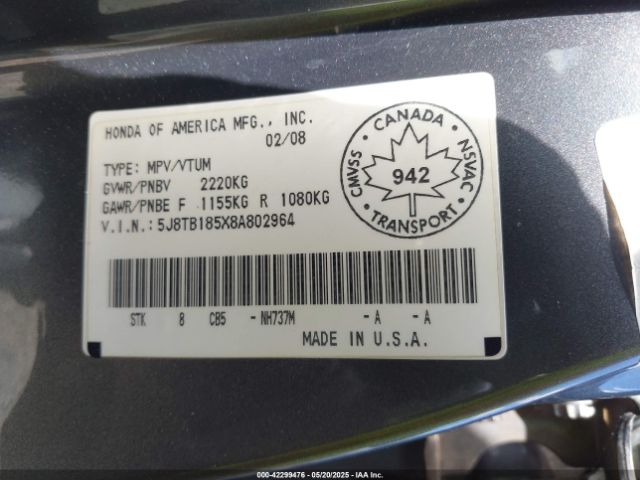 HONDA OF AMERICA MFG., INC.
02/08
TYPE: MPV/VTUM
GVWR/PNBV 2220KG
GAWR/PNBE F 1155KG R 1080KG
V.I.N.: 5J8TB185X8A802964
CANADA
CMVSS
942
NSVAC
TRANSPORT
STK 8 CB5 - NH737M - A - A
MADE IN U.S.A.
000-42299476 - 05/20/2025 - IAA Inc.